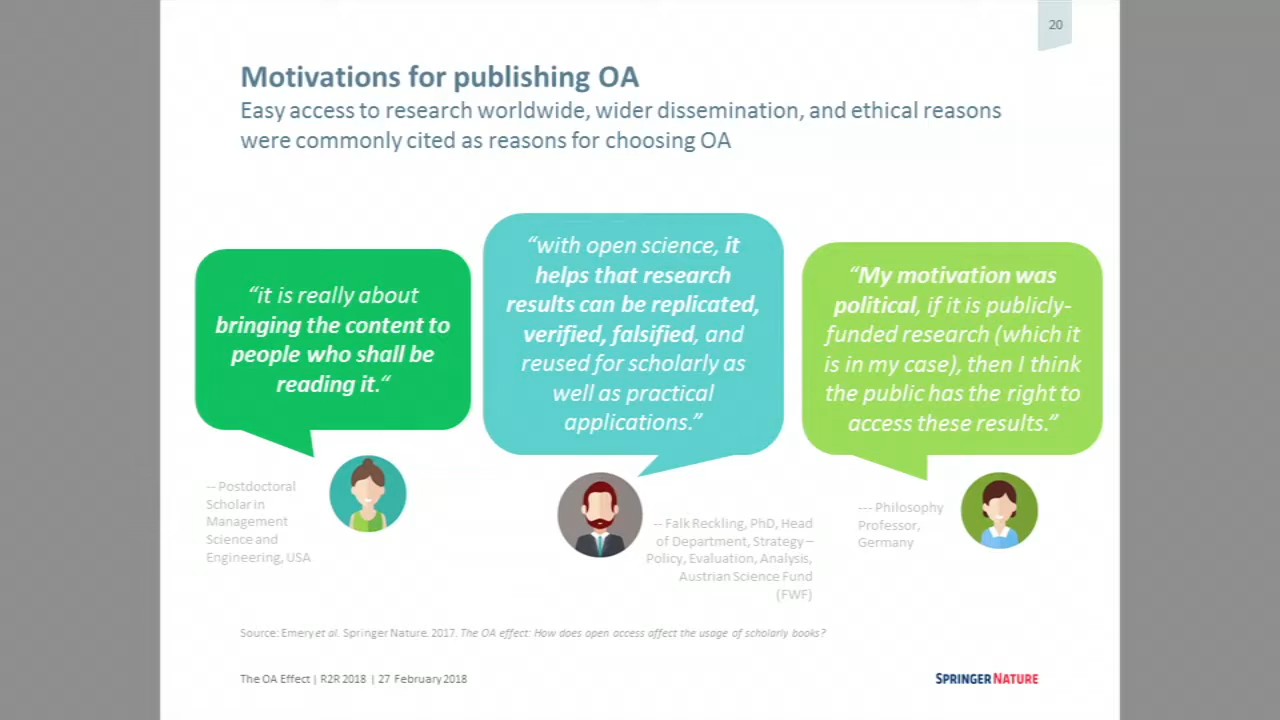 20
Motivations for publishing OA
Easy access to research worldwide, wider dissemination, and ethical reasons
were commonly cited as reasons for choosing OA
“it is really about
bringing the content to
people who shall be
reading it.“
-- Postdoctoral
Scholar in
Management
Science and
Engineering, USA
“with open science, it
helps that research
results can be replicated,
verified, falsified, and
reused for scholarly as
well as practical
applications.”
-- Falk Reckling, PhD, Head
of Department, Strategy –
Policy, Evaluation, Analysis,
Austrian Science Fund
(FWF)
“My motivation was
political, if it is publicly-
funded research (which it
is in my case), then I think
the public has the right to
access these results.”
--- Philosophy
Professor,
Germany
Source: Emery et al. Springer Nature. 2017. The OA effect: How does open access affect the usage of scholarly books?
The OA Effect | R2R 2018 | 27 February 2018
SPRINGER NATURE